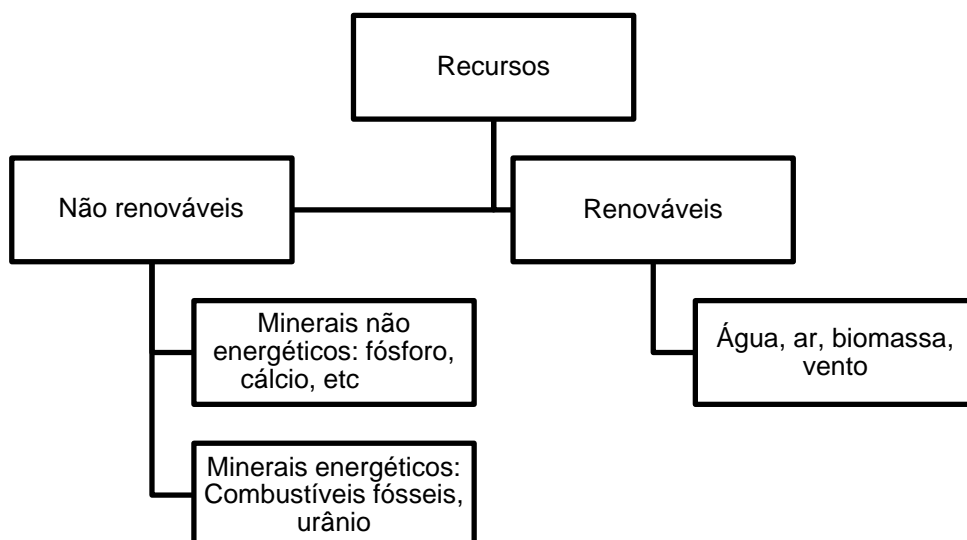 Recursos
Não renováveis
Renováveis
Minerais não
energéticos: fósforo,
cálcio, etc
Água, ar, biomassa,
vento
Minerais energéticos:
Combustíveis fósseis,
urânio